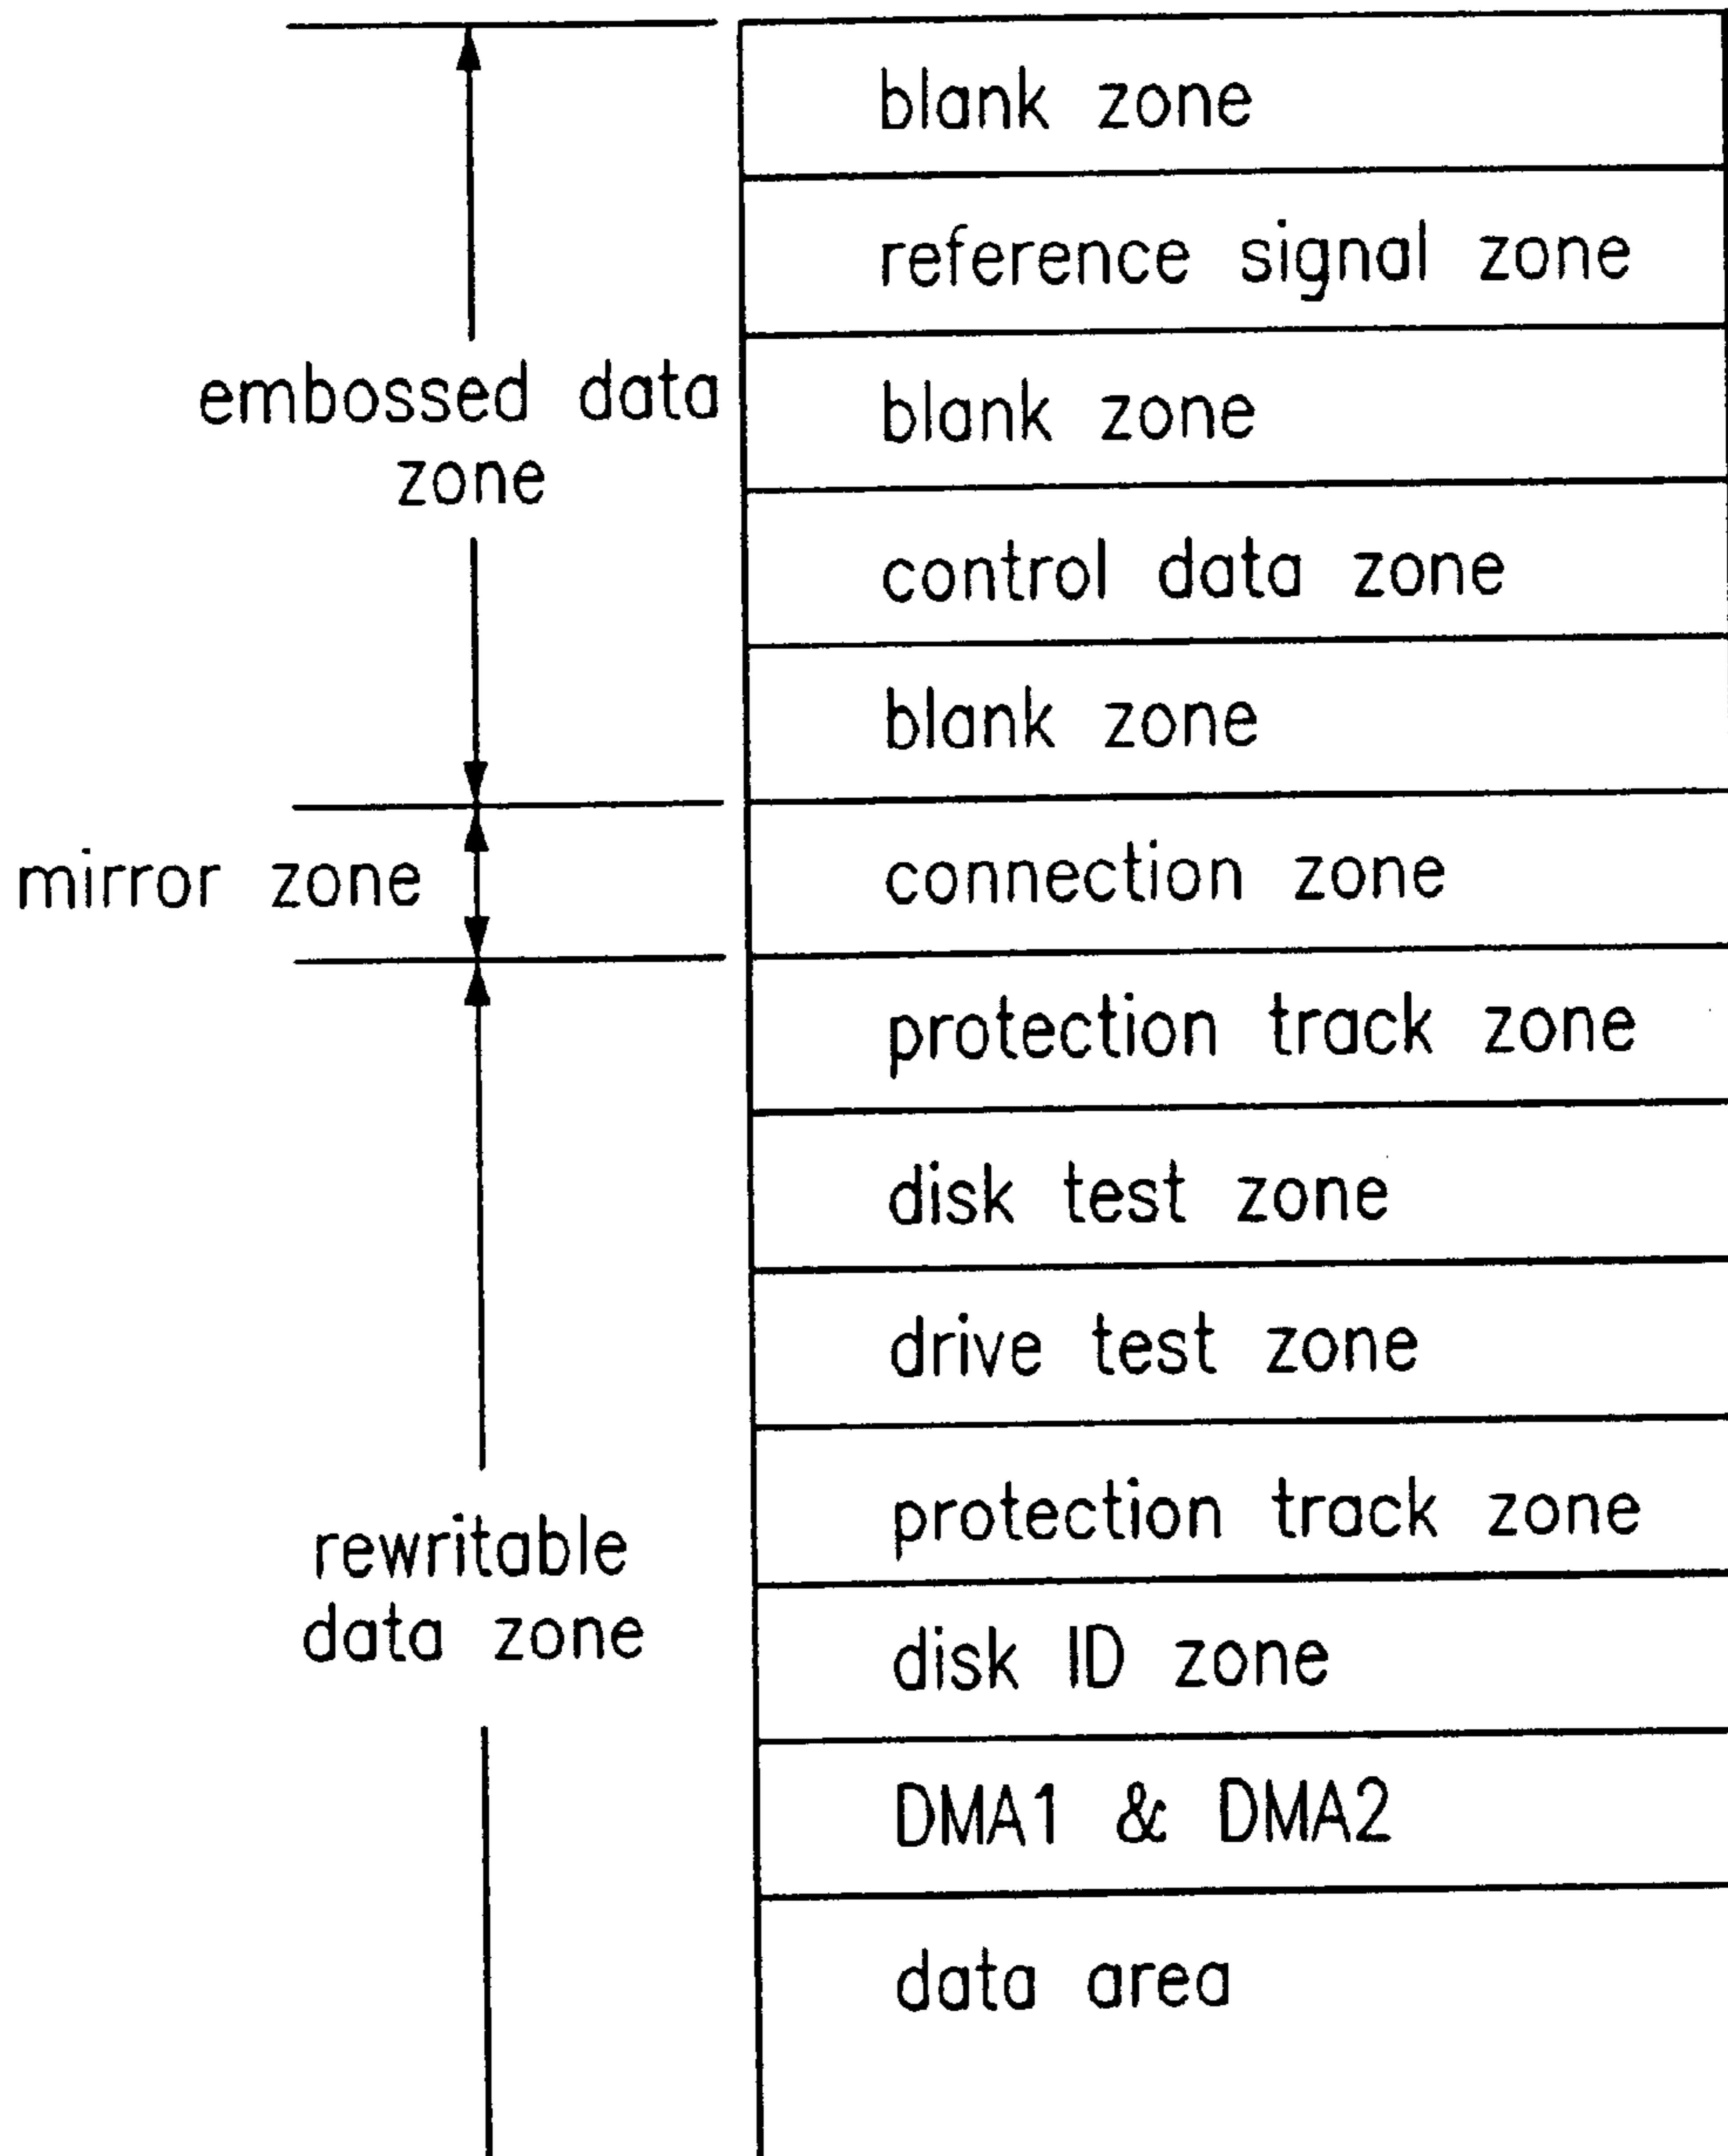 blank zone
reference signal zone
embossed data
zone
blank zone
control data zone
blank zone
mirror zone
connection zone
protection track zone
disk test zone
drive test zone
protection track zone
rewritable
data zone
disk ID zone
DMA1 & DMA2
data area